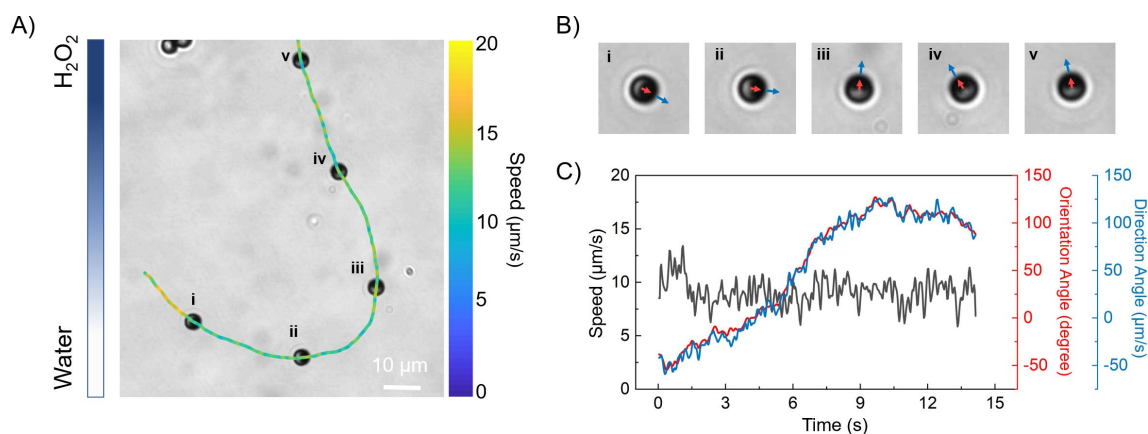 A)
H₂O₂
Water
v
iv
iii
ii
i
10 µm
20
15
10
5
0
Speed (µm/s)
B)
i
ii
iii
iv
v
C)
20
15
10
5
0
Speed (µm/s)
0
3
6
9
12
15
Time (s)
150
100
50
0
-50
Orientation Angle (degree)
150
100
50
0
-50
Direction Angle (µm/s)